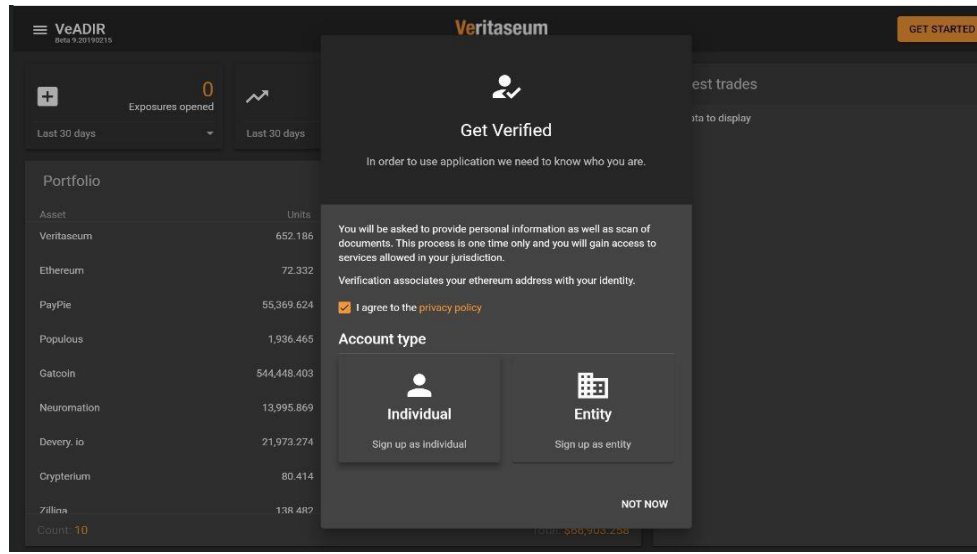 VeADIR
Beta 9.20190215
Veritaseum
GET STARTED
0
Exposures opened
Last 30 days
Last 30 days
est trades
ata to display
Portfolio
Asset Units
Veritaseum 652.186
Ethereum 72.332
PayPie 55,369.624
Populous 1,936.465
Gatcoin 544,448.403
Neuromation 13,995.869
Devery. io 21,973.274
Crypterium 80.414
Zilliqa 138.482
Count: 10
Total: $66,903.258
Get Verified
In order to use application we need to know who you are.
You will be asked to provide personal information as well as scan of
documents. This process is one time only and you will gain access to
services allowed in your jurisdiction.
Verification associates your ethereum address with your identity.
I agree to the privacy policy
Account type
Individual
Sign up as individual
Entity
Sign up as entity
NOT NOW